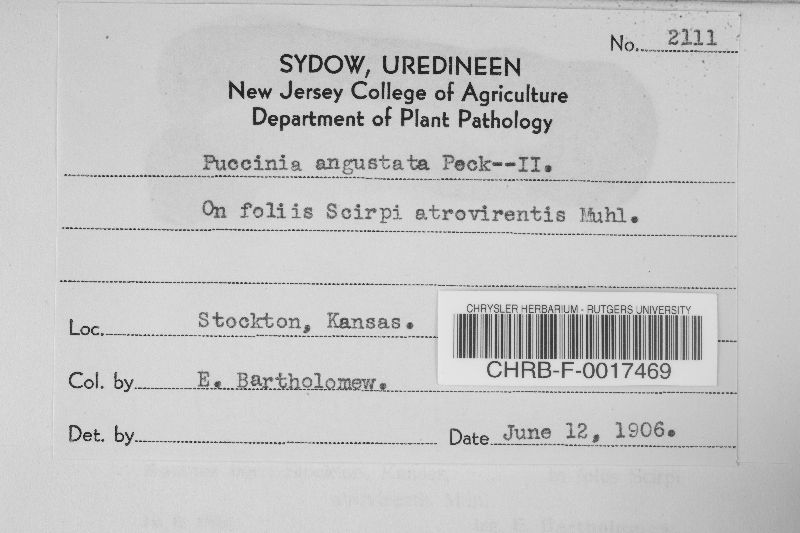 No. 2111
SYDOW, UREDINEEN
New Jersey College of Agriculture
Department of Plant Pathology
Puccinia angustata Peck--II.
On foliis Scirpi atrovirentis Muhl.
Loc. Stockton, Kansas.
CHRYSLER HERBARIUM - RUTGERS UNIVERSITY
CHRB-F-0017469
Col. by E. Bartholomew.
Det. by
Date June 12, 1906.